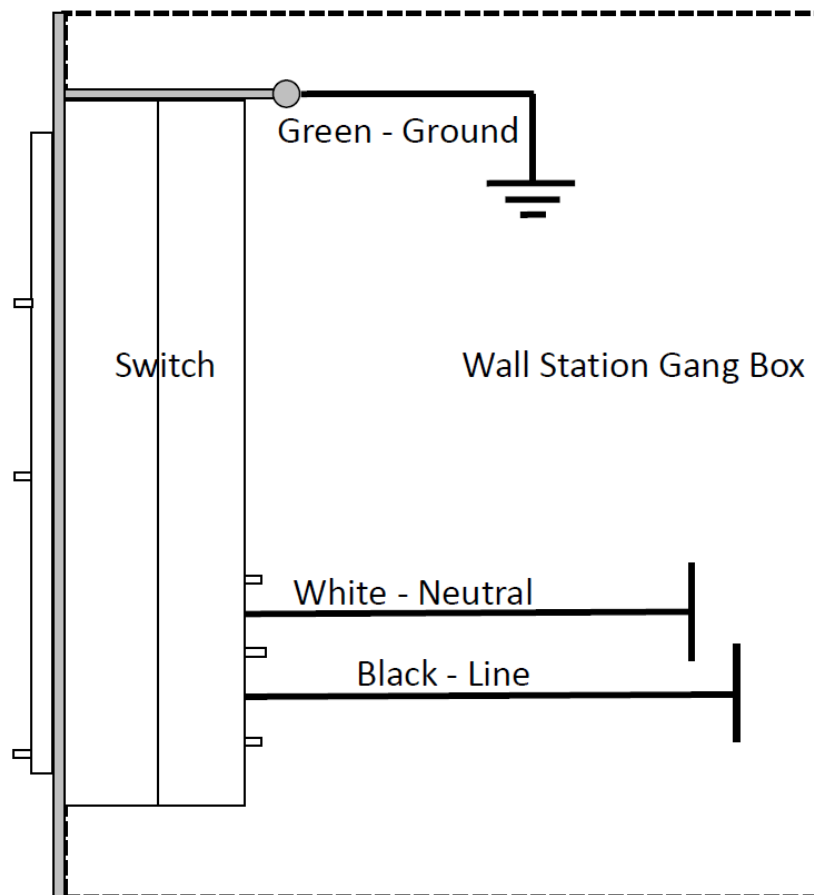 Green - Ground
Switch
Wall Station Gang Box
White - Neutral
Black - Line